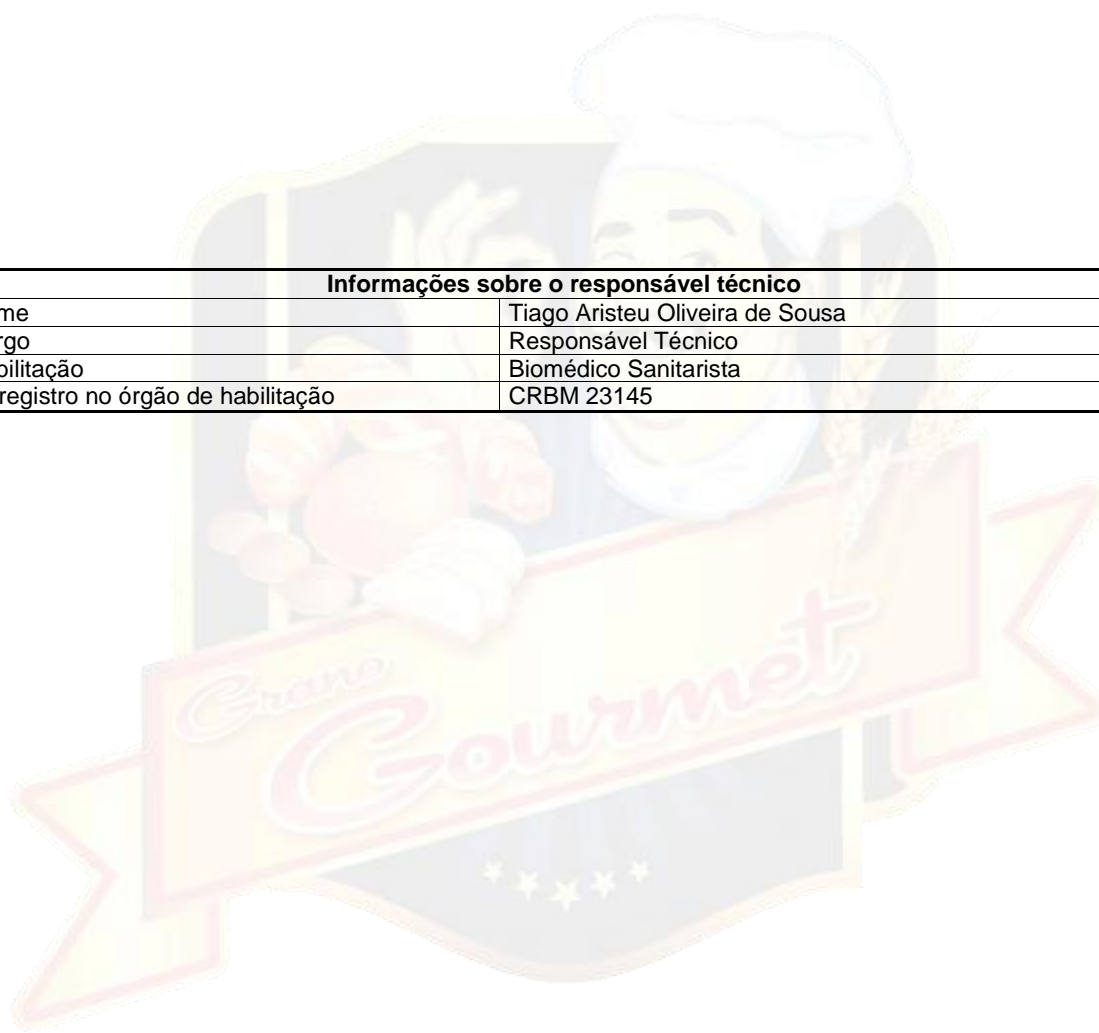 Informações sobre o responsável técnico
me Tiago Aristeu Oliveira de Sousa
rgo Responsável Técnico
bilitação Biomédico Sanitarista
registro no órgão de habilitação CRBM 23145
Grano
Gourmet